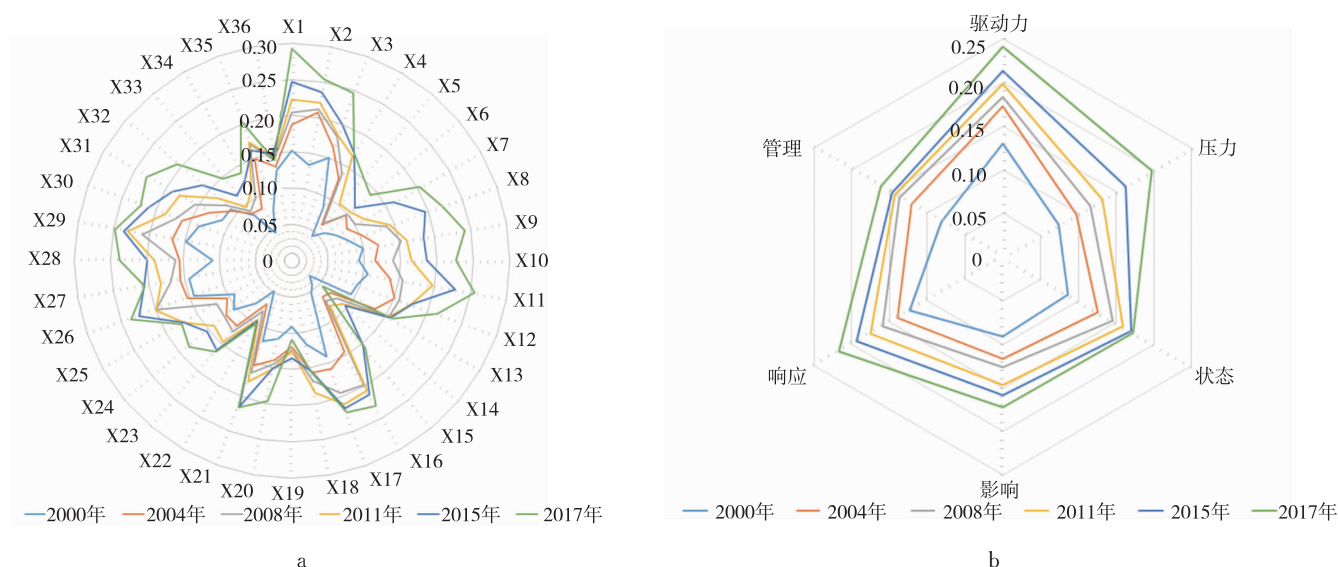 X1
X2
X3
X4
X5
X6
X7
X8
X9
X10
X11
X12
X13
X14
X15
X16
X17
X18
X19
X20
X21
X22
X23
X24
X25
X26
X27
X28
X29
X30
X31
X32
X33
X34
X35
X36
0.30
0.25
0.20
0.15
0.10
0.05
0
2000年 2004年 2008年 2011年 2015年 2017年
a
驱动力
压力
状态
影响
响应
管理
0.25
0.20
0.15
0.10
0.05
0
2000年 2004年 2008年 2011年 2015年 2017年
b